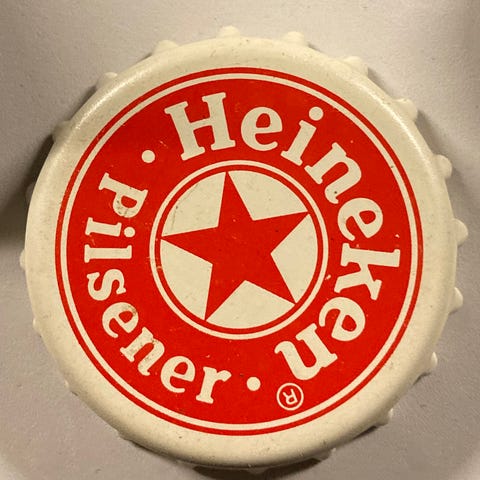 Heineken ®
• Pilsener •